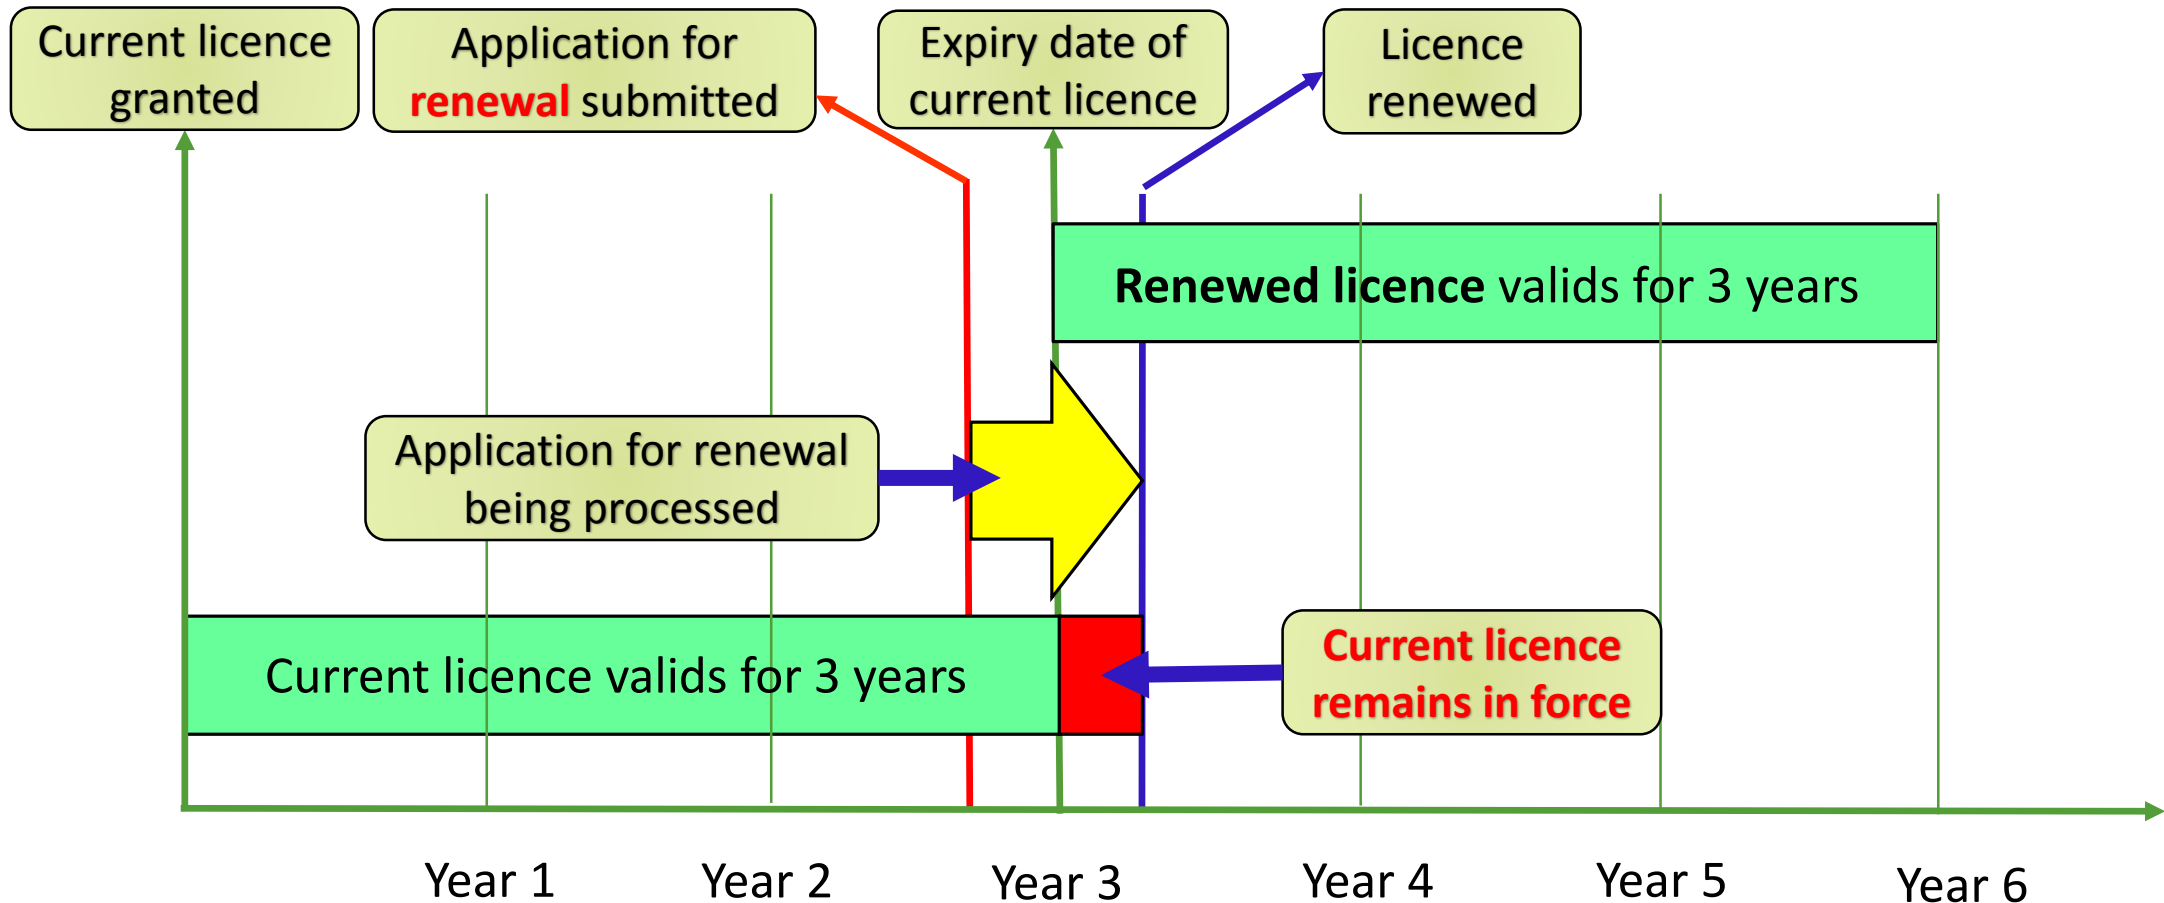 Current licence
granted
Application for
renewal submitted
Expiry date of
current licence
Licence
renewed
Renewed licence valids for 3 years
Application for renewal
being processed
Current licence valids for 3 years
Current licence
remains in force
Year 1
Year 2
Year 3
Year 4
Year 5
Year 6